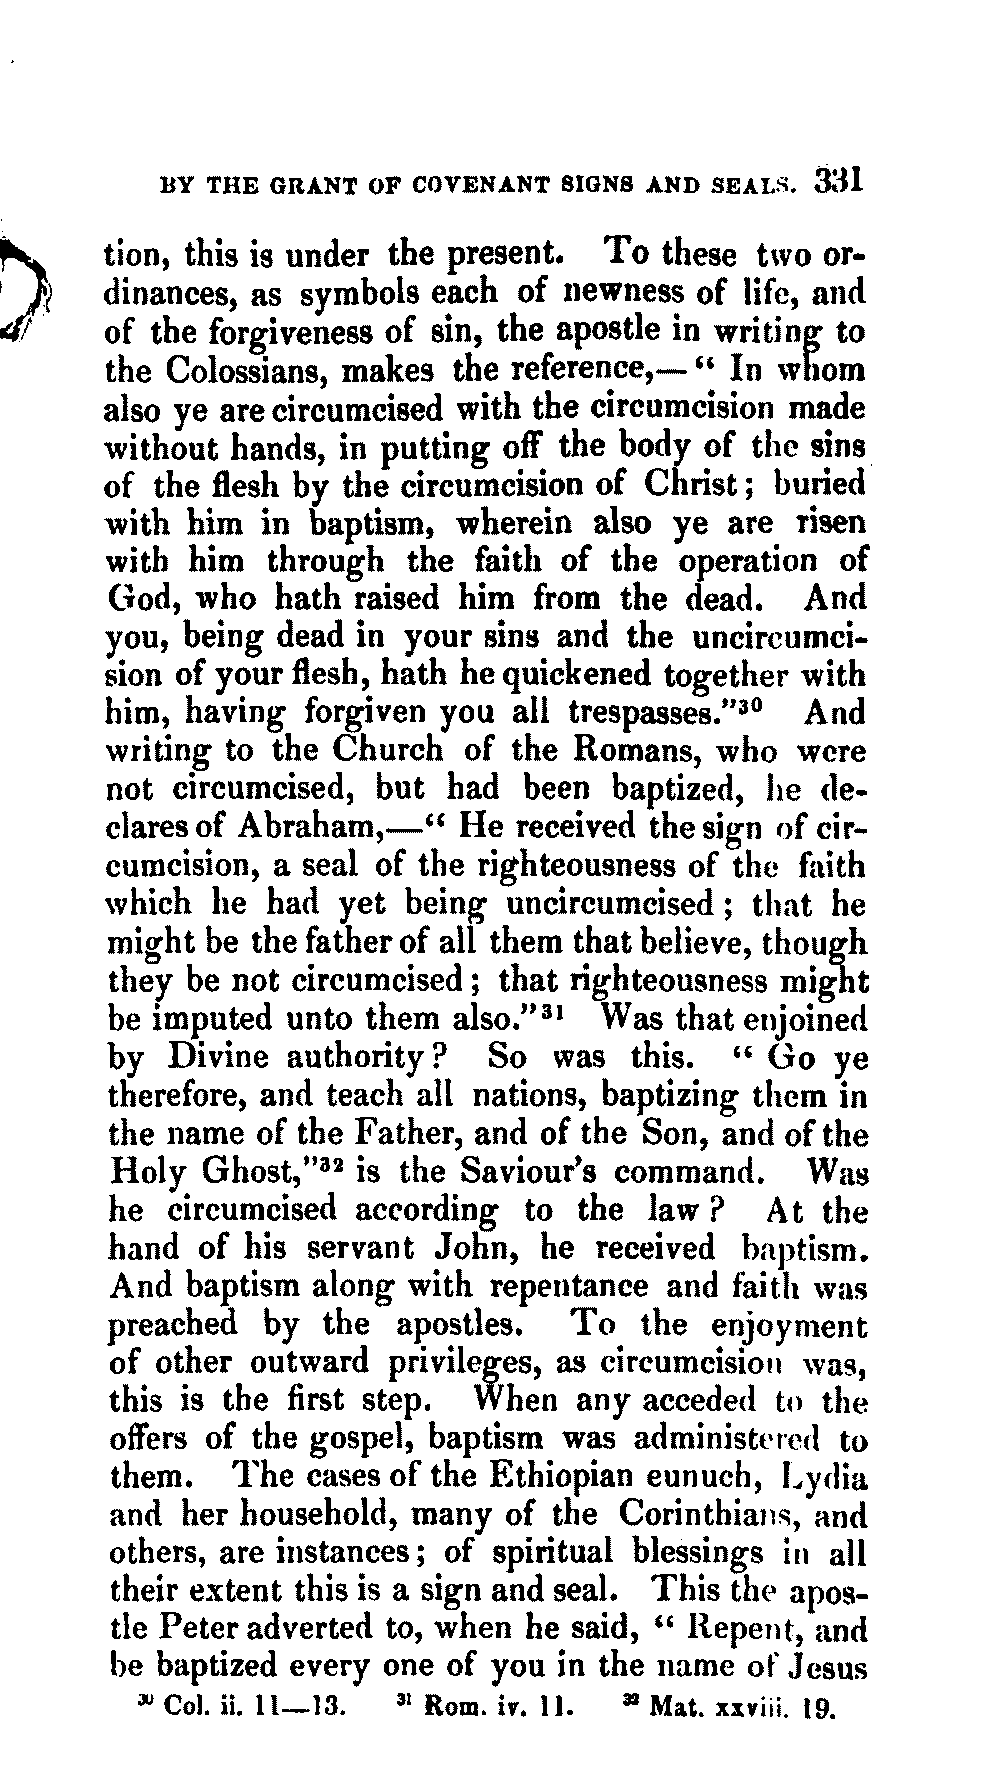 BY THE GRANT OF COVENANT SIGNS AND SEALS. 331
tion, this is under the present. To these two or-
dinances, as symbols each of newness of life, and
of the forgiveness of sin, the apostle in writing to
the Colossians, makes the reference,—“ In whom
also ye are circumcised with the circumcision made
without hands, in putting off the body of the sins
of the flesh by the circumcision of Christ; buried
with him in baptism, wherein also ye are risen
with him through the faith of the operation of
God, who hath raised him from the dead. And
you, being dead in your sins and the uncircumci-
sion of your flesh, hath he quickened together with
him, having forgiven you all trespasses.”³⁰ And
writing to the Church of the Romans, who were
not circumcised, but had been baptized, he de-
clares of Abraham,—“ He received the sign of cir-
cumcision, a seal of the righteousness of the faith
which he had yet being uncircumcised; that he
might be the father of all them that believe, though
they be not circumcised; that righteousness might
be imputed unto them also.”³¹ Was that enjoined
by Divine authority? So was this. “ Go ye
therefore, and teach all nations, baptizing them in
the name of the Father, and of the Son, and of the
Holy Ghost,”³² is the Saviour’s command. Was
he circumcised according to the law? At the
hand of his servant John, he received baptism.
And baptism along with repentance and faith was
preached by the apostles. To the enjoyment
of other outward privileges, as circumcision was,
this is the first step. When any acceded to the
offers of the gospel, baptism was administered to
them. The cases of the Ethiopian eunuch, Lydia
and her household, many of the Corinthians, and
others, are instances; of spiritual blessings in all
their extent this is a sign and seal. This the apos-
tle Peter adverted to, when he said, “ Repent, and
be baptized every one of you in the name of Jesus
³⁰ Col. ii. 11—13. ³¹ Rom. iv. 11. ³² Mat. xxviii. 19.